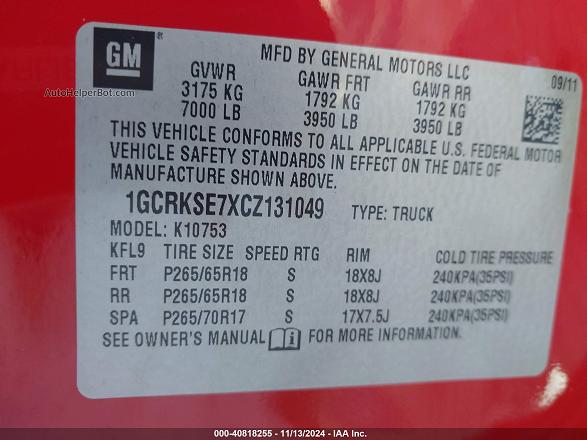 GM
MFD BY GENERAL MOTORS LLC
09/11
GVWR GAWR FRT GAWR RR
3175 KG 1792 KG 1792 KG
7000 LB 3950 LB 3950 LB
THIS VEHICLE CONFORMS TO ALL APPLICABLE U.S. FEDERAL MOTOR
VEHICLE SAFETY STANDARDS IN EFFECT ON THE DATE OF
MANUFACTURE SHOWN ABOVE.
1GCRKSE7XCZ131049 TYPE: TRUCK
MODEL: K10753
KFL9 TIRE SIZE SPEED RTG RIM COLD TIRE PRESSURE
FRT P265/65R18 S 18X8J 240KPA(35PSI)
RR P265/65R18 S 18X8J 240KPA(35PSI)
SPA P265/70R17 S 17X7.5J 240KPA(35PSI)
SEE OWNER'S MANUAL FOR MORE INFORMATION.
AutoHelperBot.com
000-40818255 - 11/13/2024 - IAA Inc.